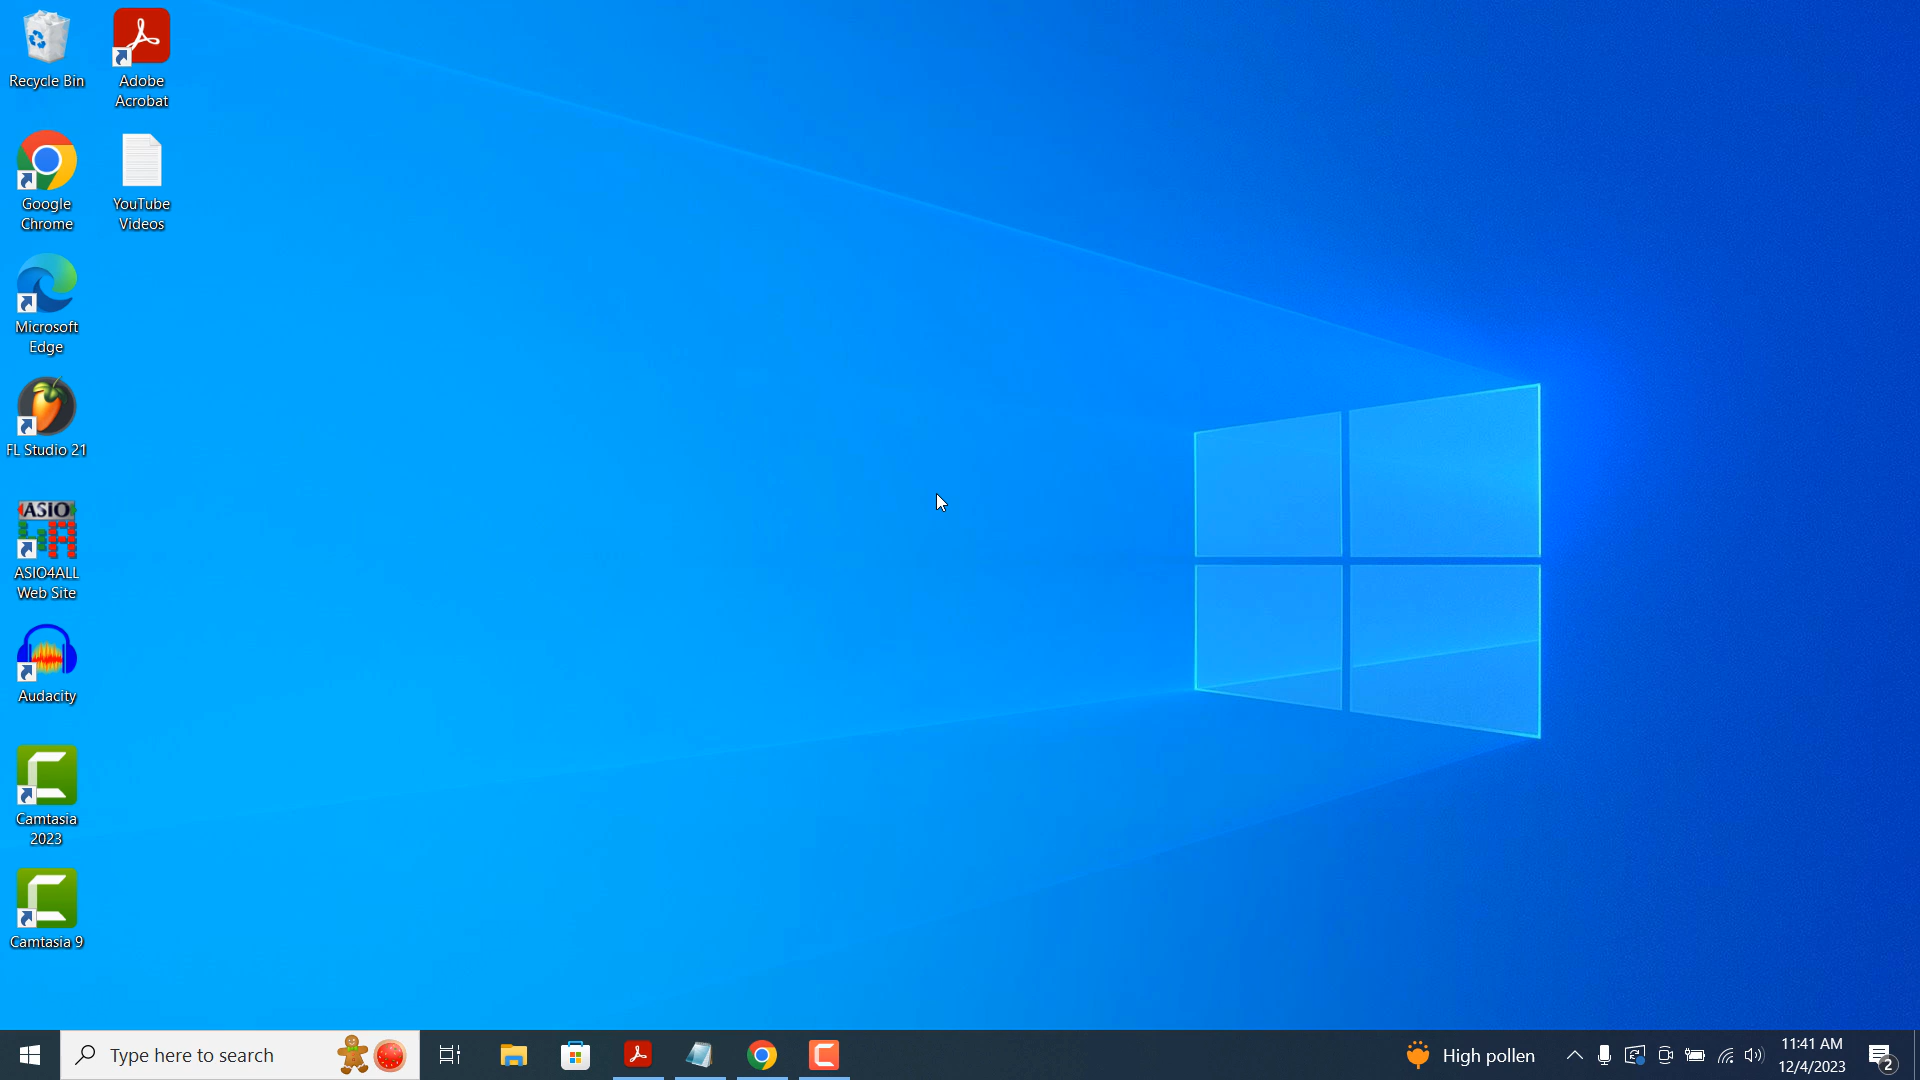 Recycle Bin
Adobe
Acrobat
Google
Chrome
YouTube
Videos
Microsoft
Edge
FL Studio 21
ASIO
ASIO4ALL
Web Site
Audacity
Camtasia
2023
Camtasia 9
Type here to search
High pollen
11:41 AM
12/4/2023
2